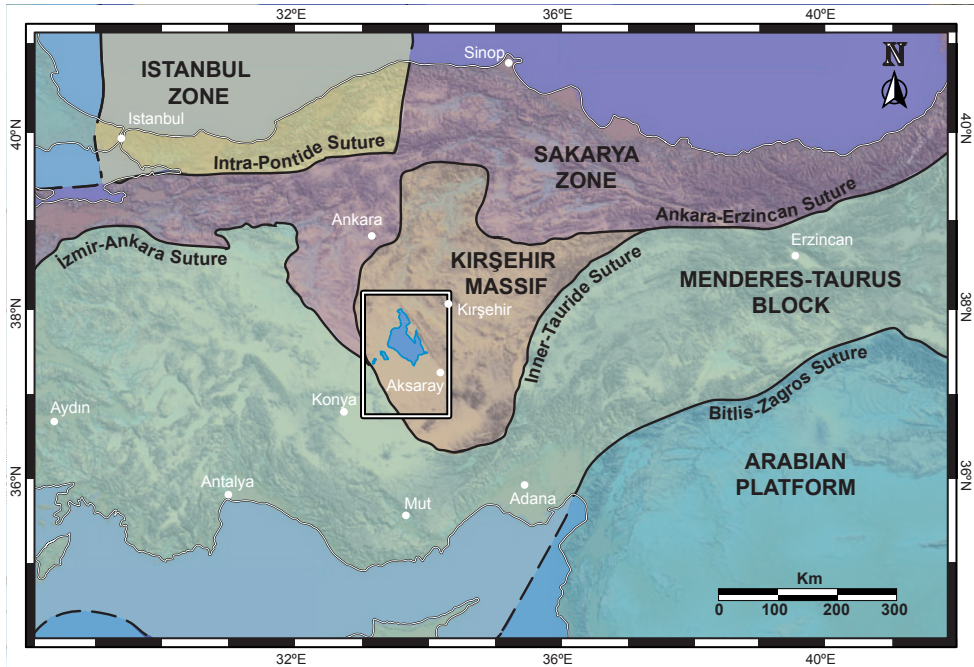 32ºE
36ºE
40ºE
Sinop
N
ISTANBUL
ZONE
Istanbul
40ºN
40ºN
Intra-Pontide Suture
SAKARYA
ZONE
Ankara-Erzincan Suture
Ankara
Erzincan
İzmir-Ankara Suture
KIRŞEHIR
MASSIF
MENDERES-TAURUS
BLOCK
Inner-Tauride Suture
38ºN
Kırşehir
38ºN
Aksaray
Bitlis-Zagros Suture
Konya
Aydın
ARABIAN
PLATFORM
36ºN
36ºN
Antalya
Adana
Mut
Km
0 100 200 300
32ºE
36ºE
40ºE